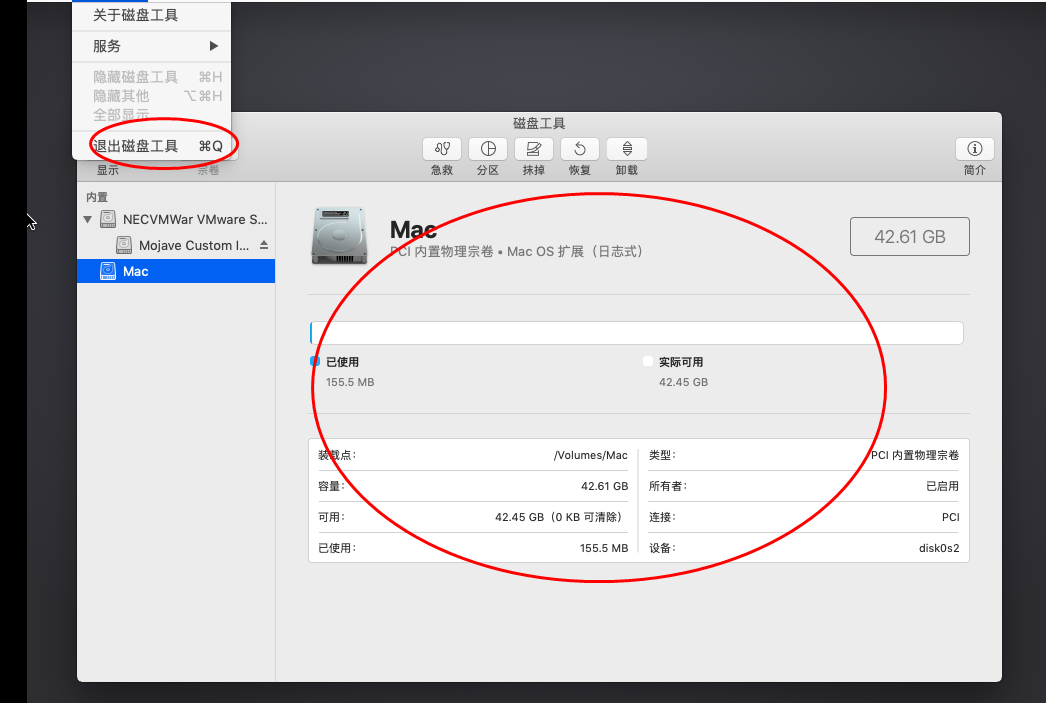 关于磁盘工具
服务 ▶
隐藏磁盘工具 ⌘H
隐藏其他 ⌥⌘H
全部显示
退出磁盘工具 ⌘Q
磁盘工具
显示 宗卷 急救 分区 抹掉 恢复 卸载 简介
内置
NECVMWar VMware S...
Mojave Custom I...
Mac
Mac
PCI 内置物理宗卷 • Mac OS 扩展（日志式）
42.61 GB
已使用
155.5 MB
实际可用
42.45 GB
装载点： /Volumes/Mac
容量： 42.61 GB
可用： 42.45 GB（0 KB 可清除）
已使用： 155.5 MB
类型： PCI 内置物理宗卷
所有者： 已启用
连接： PCI
设备： disk0s2